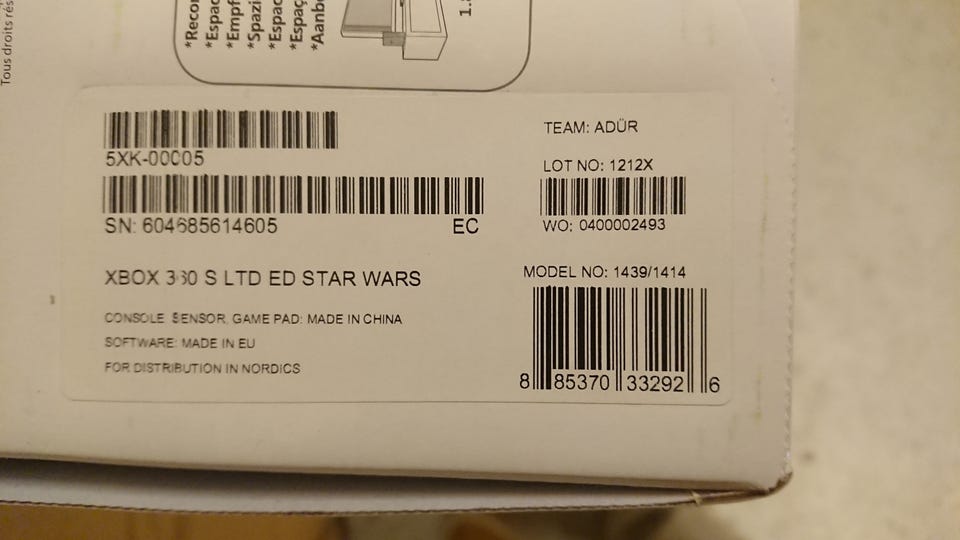 Tous droits rés
*Recor
*Espac
*Empf
*Spazi
*Espac
*Espaç
*Aanb
5XK-00005
SN: 604685614605
EC
XBOX 360 S LTD ED STAR WARS
CONSOLE, SENSOR, GAME PAD: MADE IN CHINA
SOFTWARE: MADE IN EU
FOR DISTRIBUTION IN NORDICS
TEAM: ADÜR
LOT NO: 1212X
WO: 0400002493
MODEL NO: 1439/1414
8 85370 33292 6